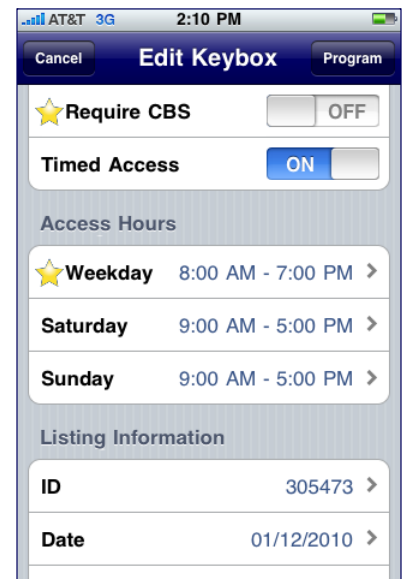 AT&T 3G 2:10 PM
Cancel Edit Keybox Program
Require CBS OFF
Timed Access ON
Access Hours
Weekday 8:00 AM - 7:00 PM
Saturday 9:00 AM - 5:00 PM
Sunday 9:00 AM - 5:00 PM
Listing Information
ID 305473
Date 01/12/2010